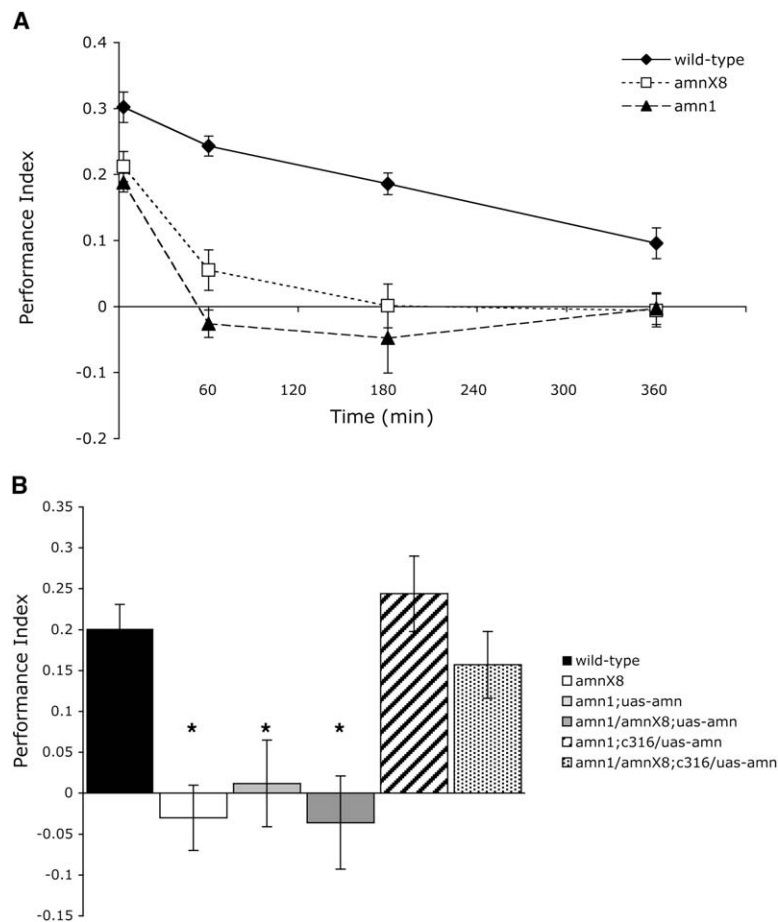 A
0.4
0.3
0.2
0.1
0
-0.1
-0.2
Performance Index
wild-type
amnX8
amn1
60 120 180 240 300 360
Time (min)
B
0.35
0.3
0.25
0.2
0.15
0.1
0.05
0
-0.05
-0.1
-0.15
Performance Index
* * *
wild-type
amnX8
amn1;uas-amn
amn1/amnX8;uas-amn
amn1;c316/uas-amn
amn1/amnX8;c316/uas-amn